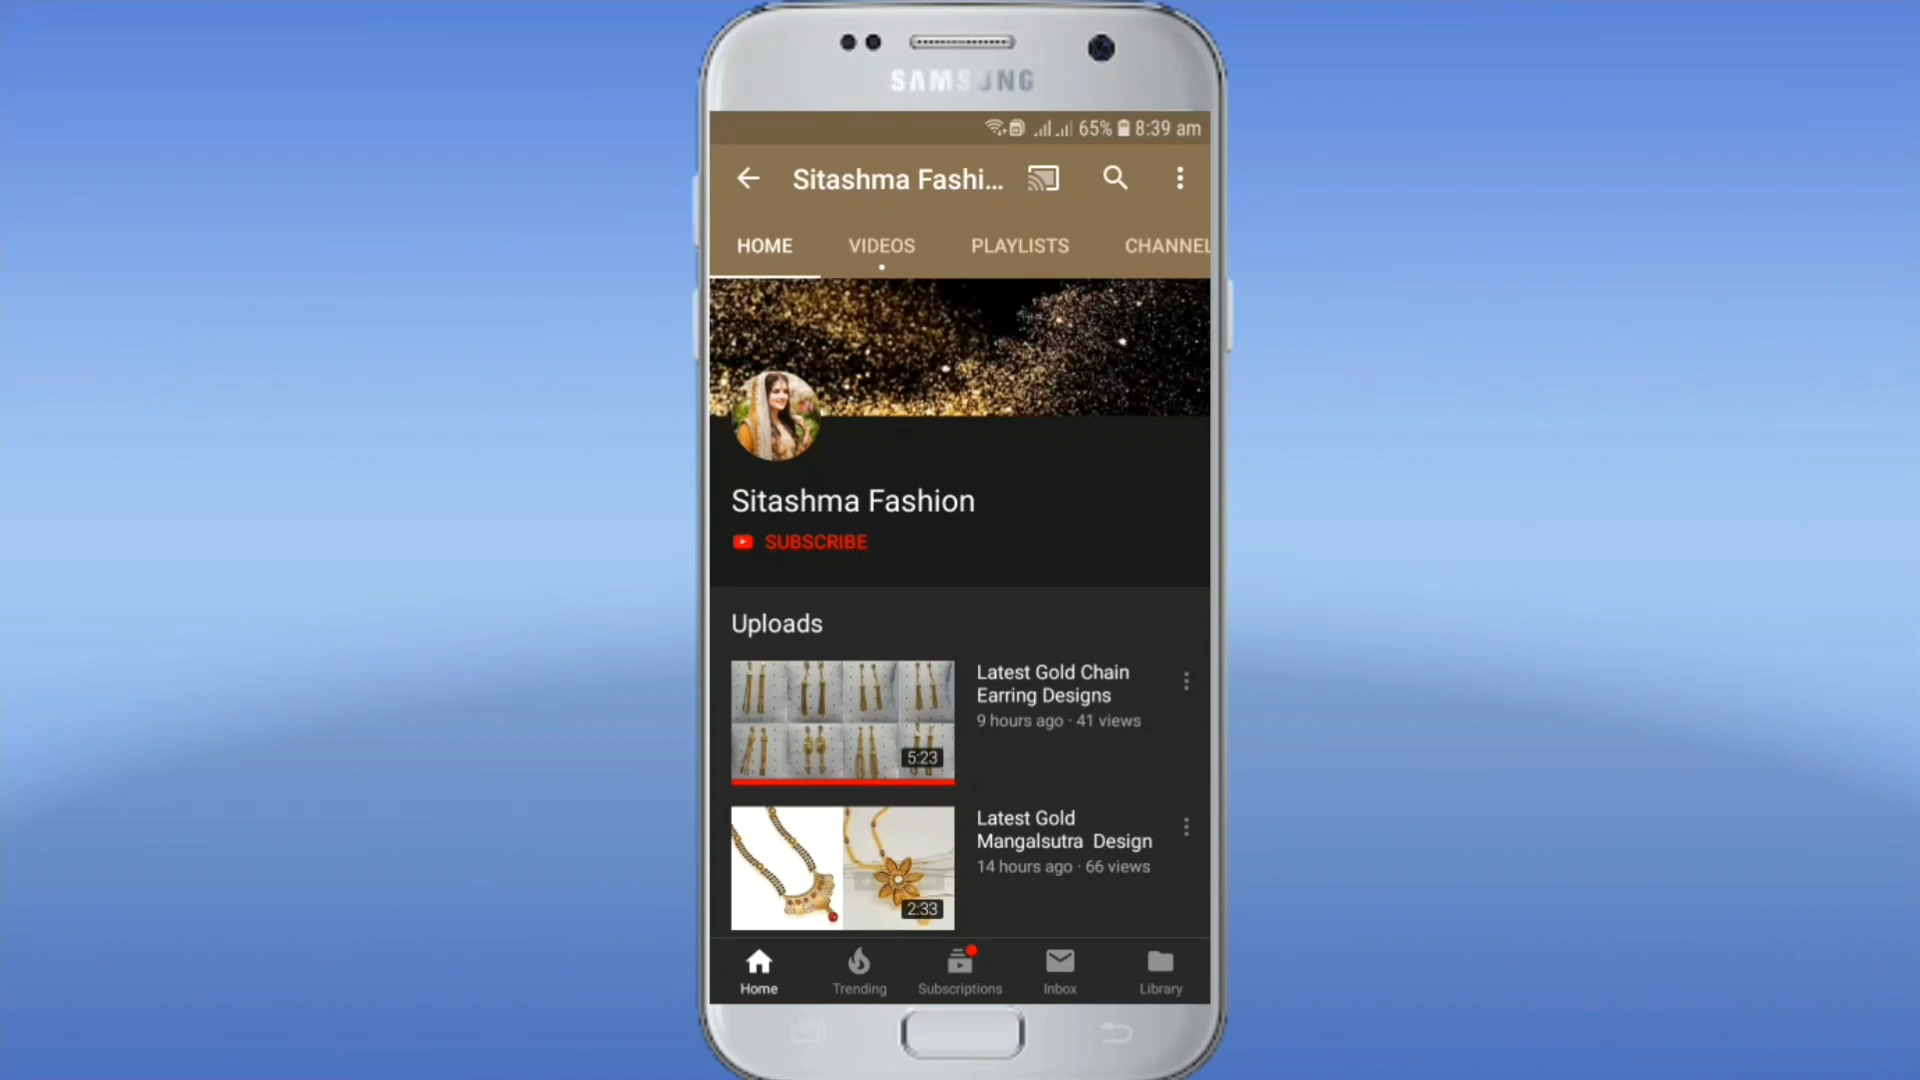 SAMSUNG
65% 8:39 am
Sitashma Fashi...
HOME VIDEOS PLAYLISTS CHANNEL
Sitashma Fashion
SUBSCRIBE
Uploads
Latest Gold Chain
Earring Designs
9 hours ago · 41 views
5:23
Latest Gold
Mangalsutra Design
14 hours ago · 66 views
2:33
Home Trending Subscriptions Inbox Library